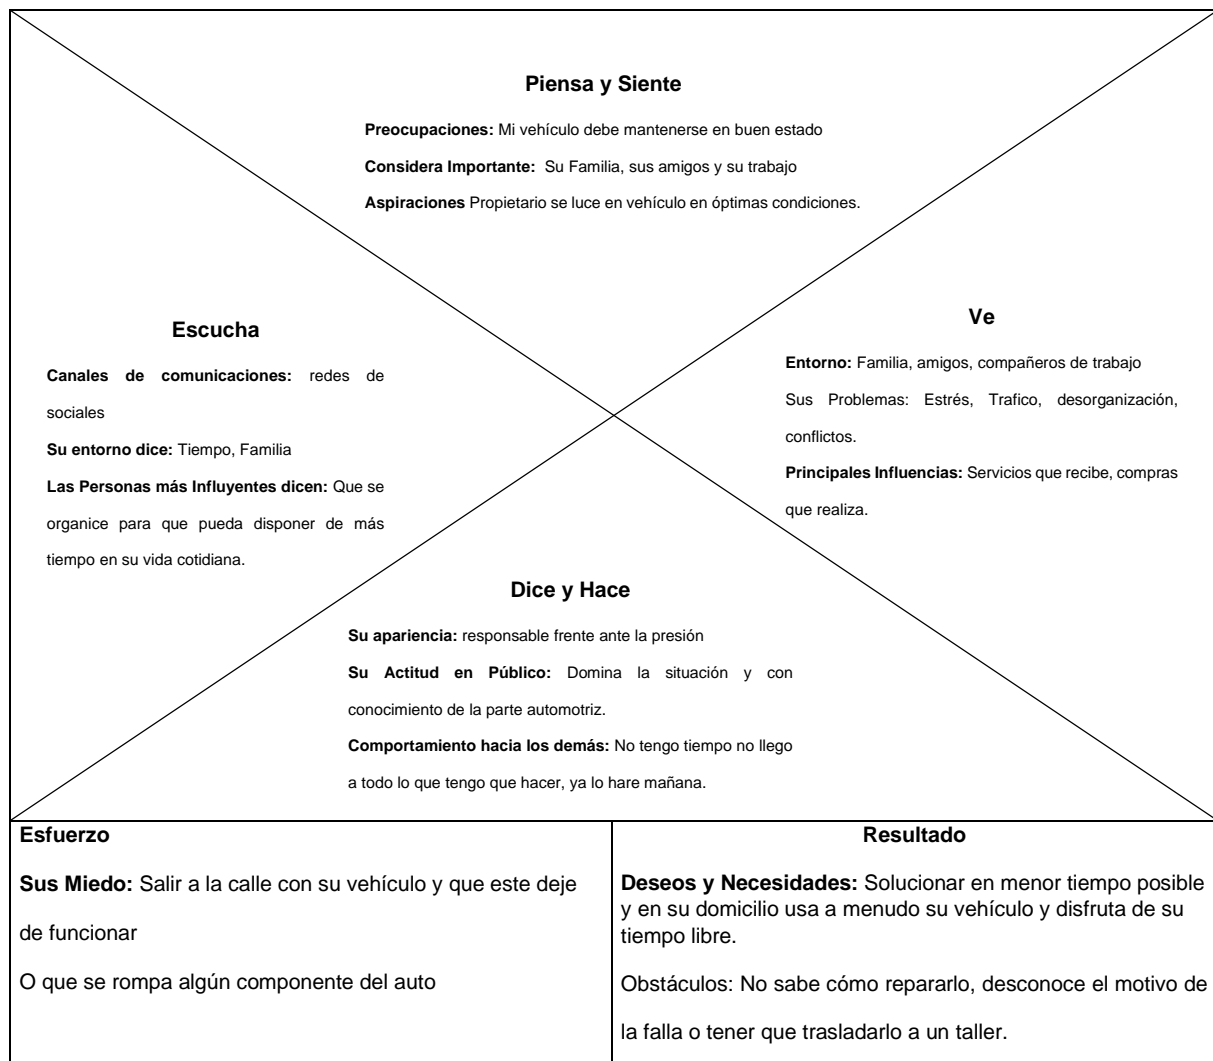 Piensa y Siente
Preocupaciones: Mi vehículo debe mantenerse en buen estado
Considera Importante: Su Familia, sus amigos y su trabajo
Aspiraciones Propietario se luce en vehículo en óptimas condiciones.
Escucha
Canales de comunicaciones: redes de
sociales
Su entorno dice: Tiempo, Familia
Las Personas más Influyentes dicen: Que se
organice para que pueda disponer de más
tiempo en su vida cotidiana.
Ve
Entorno: Familia, amigos, compañeros de trabajo
Sus Problemas: Estrés, Trafico, desorganización,
conflictos.
Principales Influencias: Servicios que recibe, compras
que realiza.
Dice y Hace
Su apariencia: responsable frente ante la presión
Su Actitud en Público: Domina la situación y con
conocimiento de la parte automotriz.
Comportamiento hacia los demás: No tengo tiempo no llego
a todo lo que tengo que hacer, ya lo hare mañana.
Esfuerzo
Sus Miedo: Salir a la calle con su vehículo y que este deje
de funcionar
O que se rompa algún componente del auto
Resultado
Deseos y Necesidades: Solucionar en menor tiempo posible
y en su domicilio usa a menudo su vehículo y disfruta de su
tiempo libre.
Obstáculos: No sabe cómo repararlo, desconoce el motivo de
la falla o tener que trasladarlo a un taller.